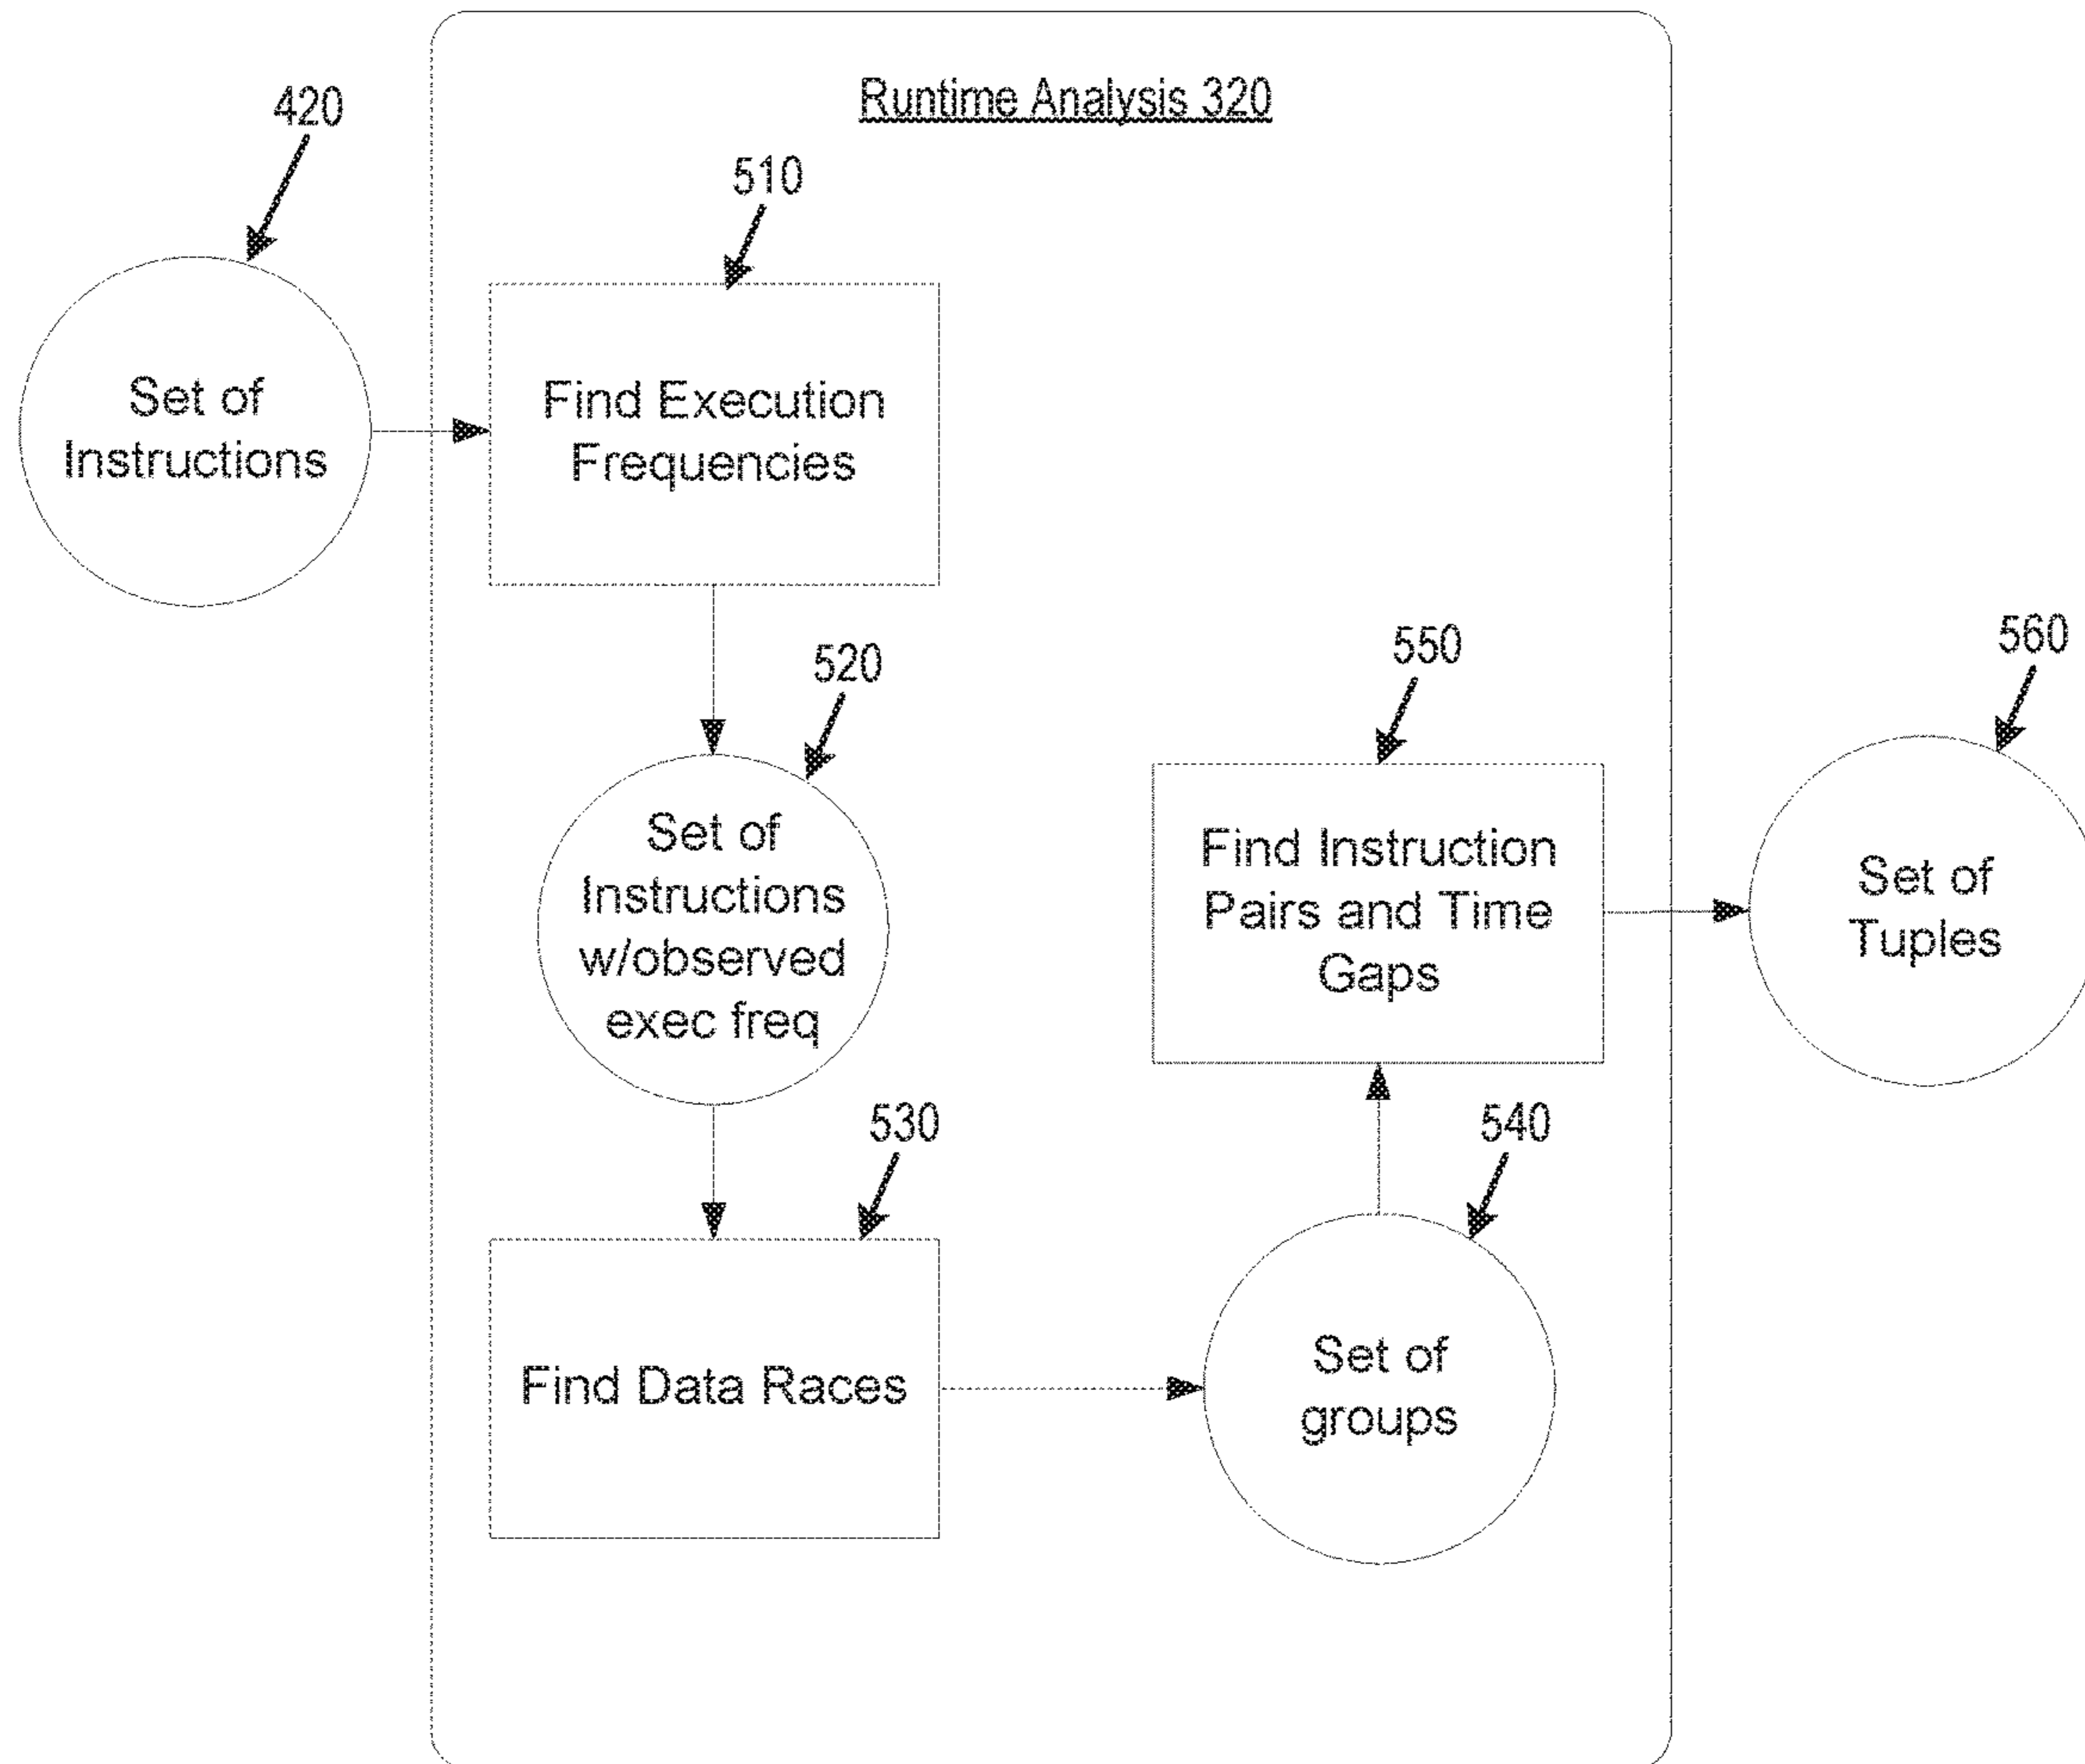 Runtime Analysis 320
420
510
Set of
Instructions
Find Execution
Frequencies
520
Set of
Instructions
w/observed
exec freq
530
Find Data Races
540
Set of
groups
550
Find Instruction
Pairs and Time
Gaps
560
Set of
Tuples